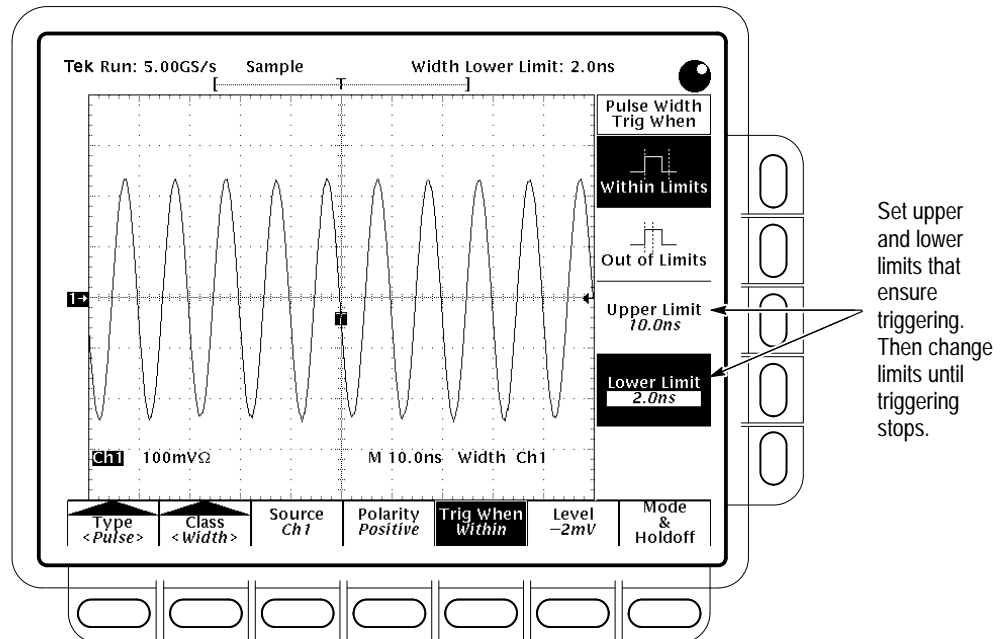 Tek Run: 5.00GS/s Sample Width Lower Limit: 2.0ns
[ T ]
Pulse Width
Trig When
Within Limits
Out of Limits
Upper Limit
10.0ns
Lower Limit
2.0ns
1→
T
Ch1 100mVΩ M 10.0ns Width Ch1
Type
<Pulse>
Class
<Width>
Source
Ch1
Polarity
Positive
Trig When
Within
Level
–2mV
Mode
&
Holdoff
Set upper
and lower
limits that
ensure
triggering.
Then change
limits until
triggering
stops.